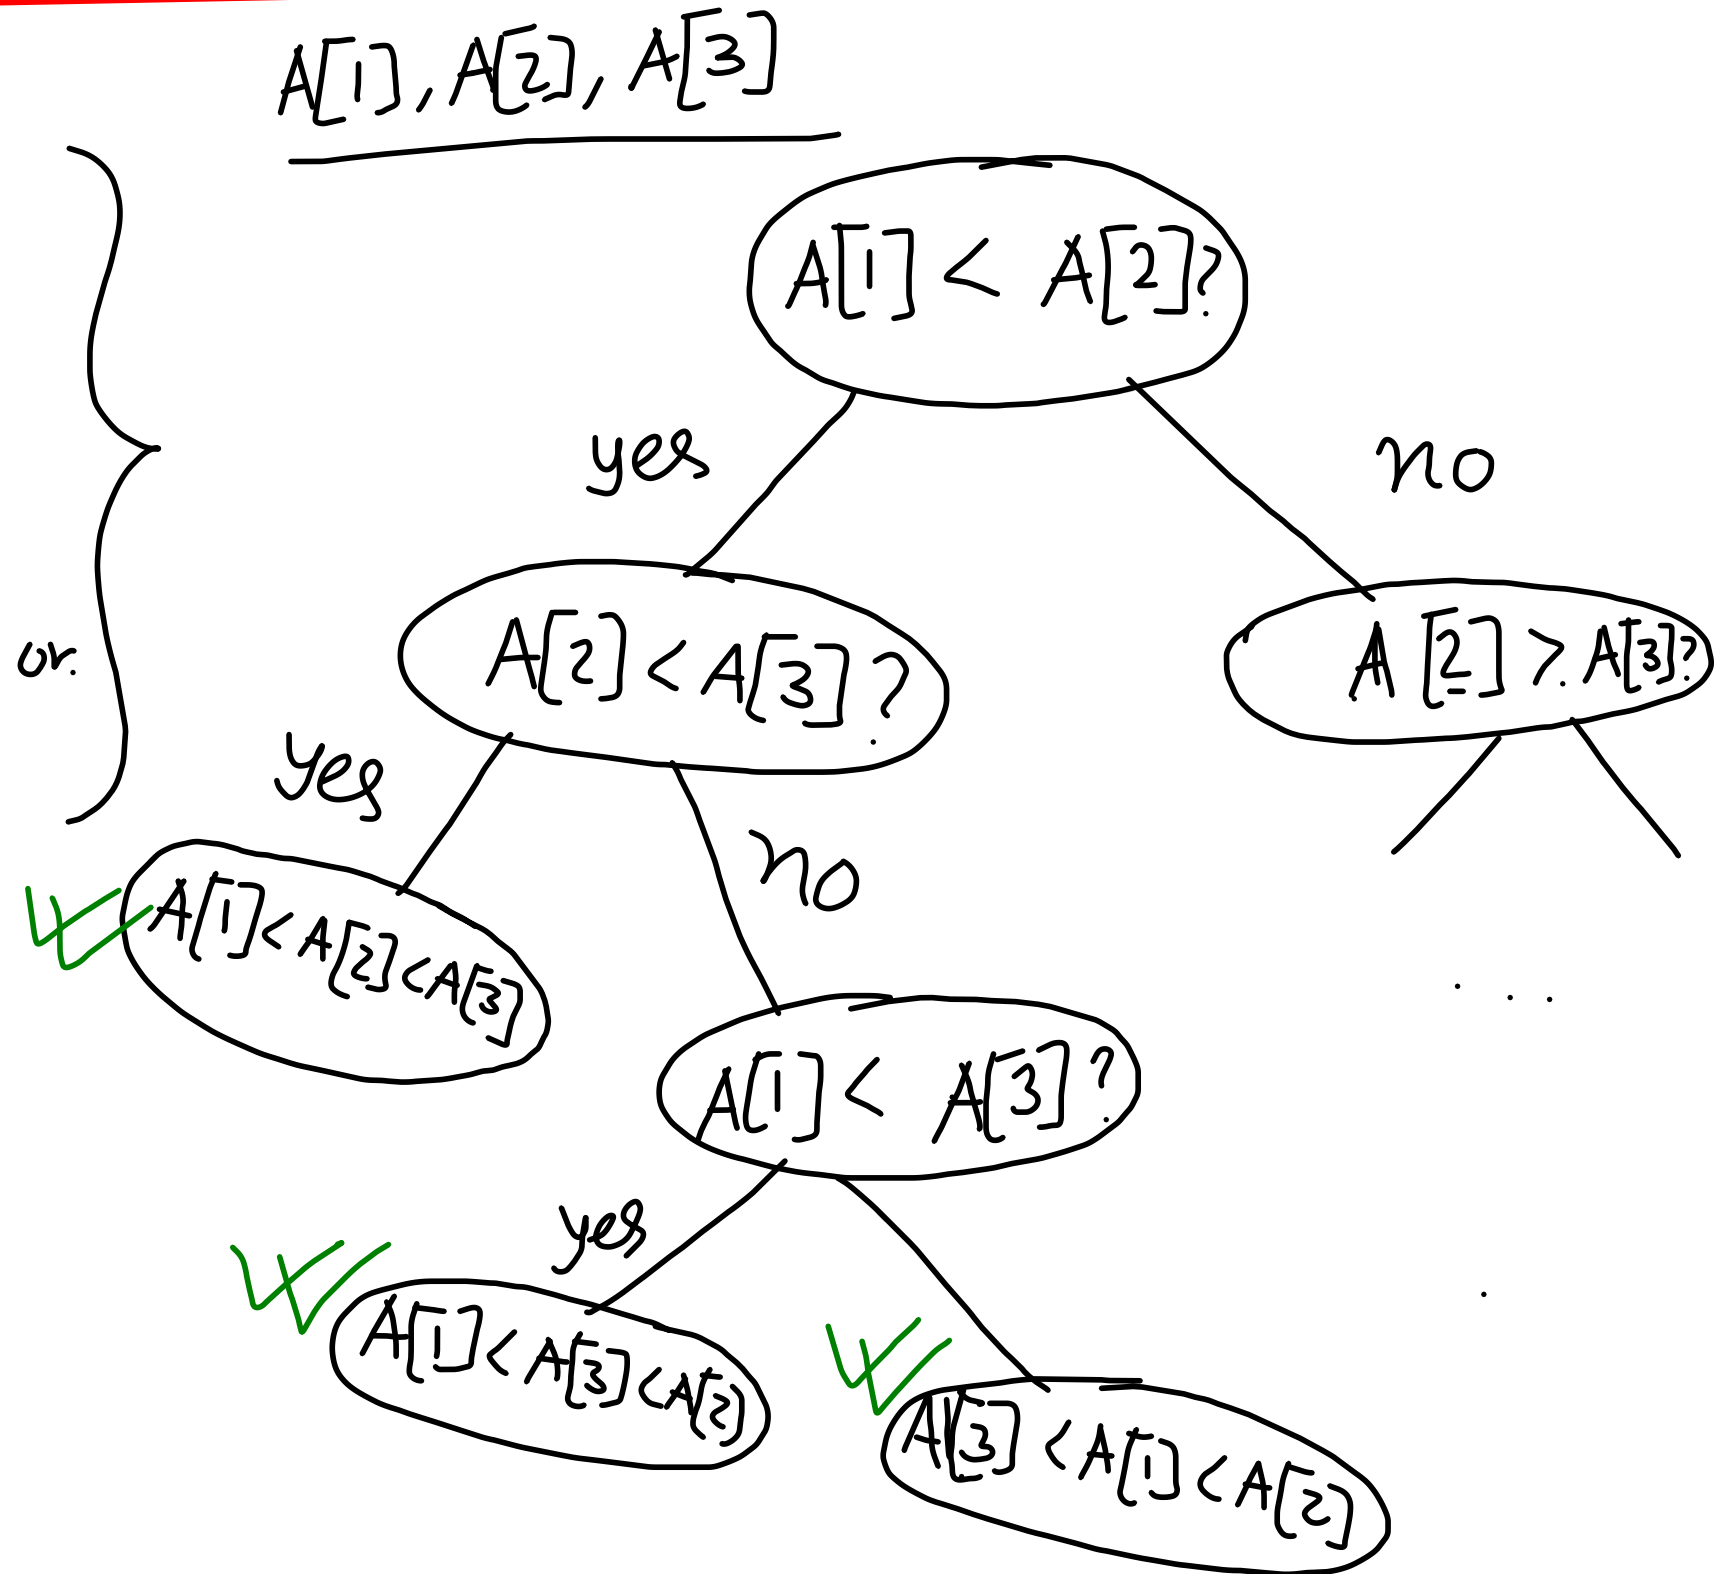 A[1], A[2], A[3]
A[1] < A[2]?
yes
no
A[2] < A[3]?
A[2] > A[3]?
or.
yes
no
A[1] < A[2] < A[3]
...
A[1] < A[3]?
yes
A[1] < A[3] < A[2]
A[3] < A[1] < A[2]